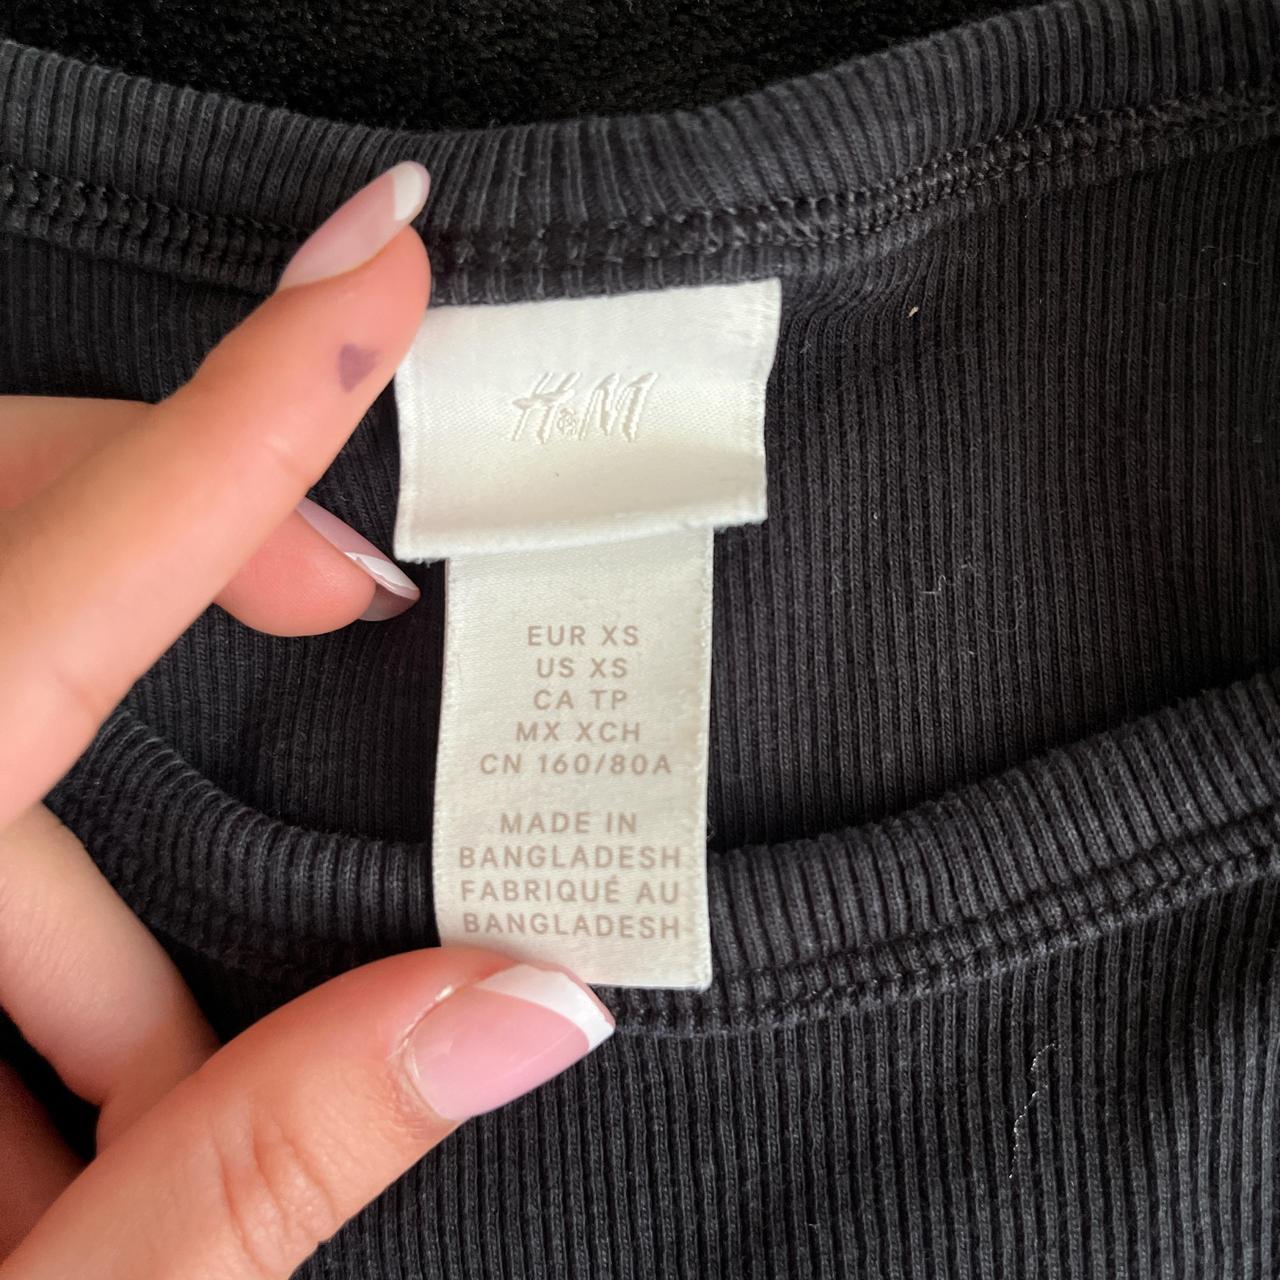 H&M
EUR XS
US XS
CA TP
MX XCH
CN 160/80A
MADE IN
BANGLADESH
FABRIQUÉ AU
BANGLADESH